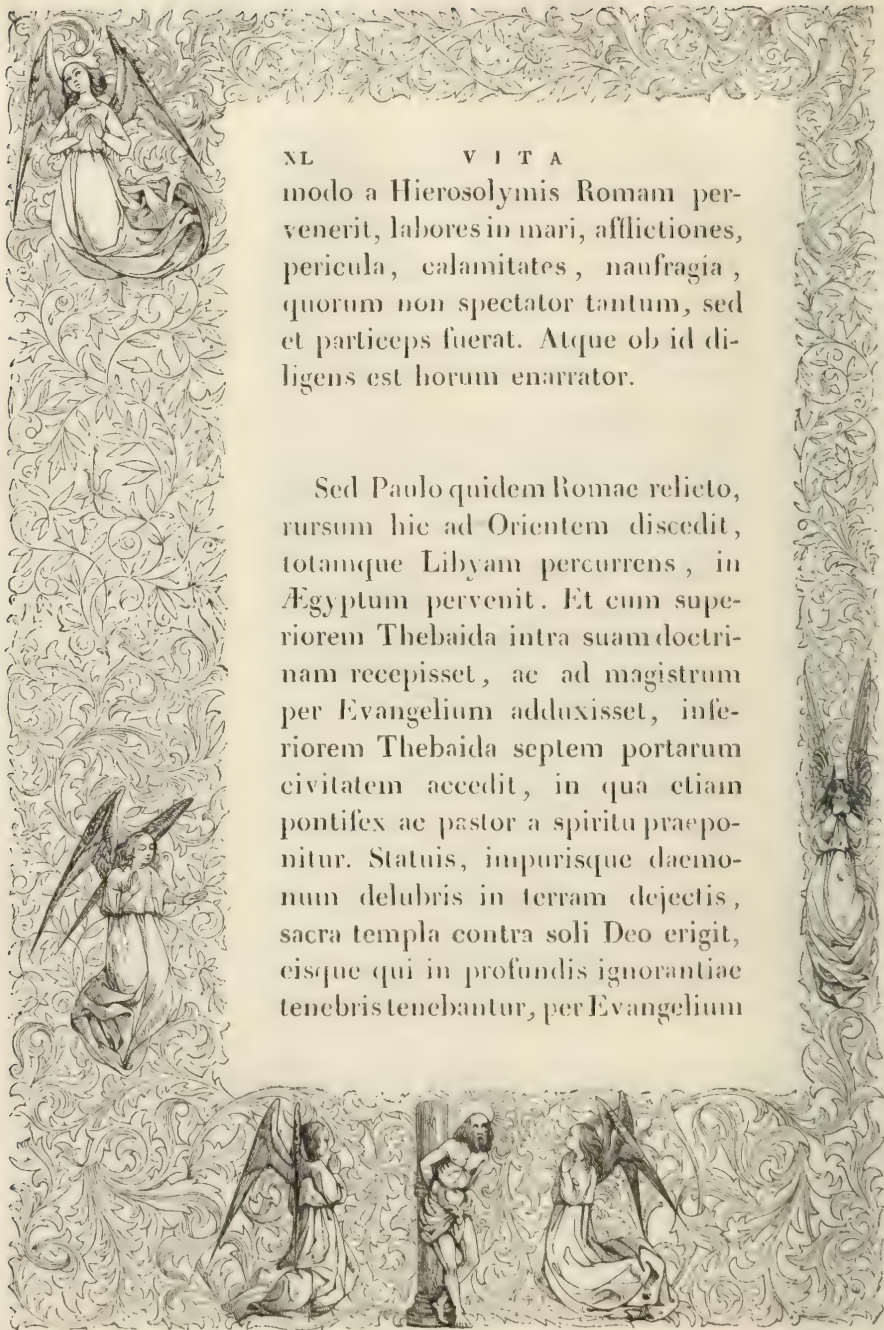 XL VITA
modo a Hierosolymis Romam per-
venerit, labores in mari, afflictiones,
pericula, calamitates, naufragia,
quorum non spectator tantum, sed
et particeps fuerat. Atque ob id di-
ligens est horum enarrator.
Sed Paulo quidem Romae relicto,
rursum hic ad Orientem discedit,
totamque Libyam percurrens, in
Ægyptum pervenit. Et cum supe-
riorem Thebaida intra suam doctri-
nam recepisset, ac ad magistrum
per Evangelium adduxisset, infe-
riorem Thebaida septem portarum
civitatem accedit, in qua etiam
pontifex ac pastor a spiritu praepo-
nitur. Statuis, impurisque daemo-
num delubris in terram dejectis,
sacra templa contra soli Deo erigit,
eisque qui in profundis ignorantiae
tenebris tenebantur, per Evangelium